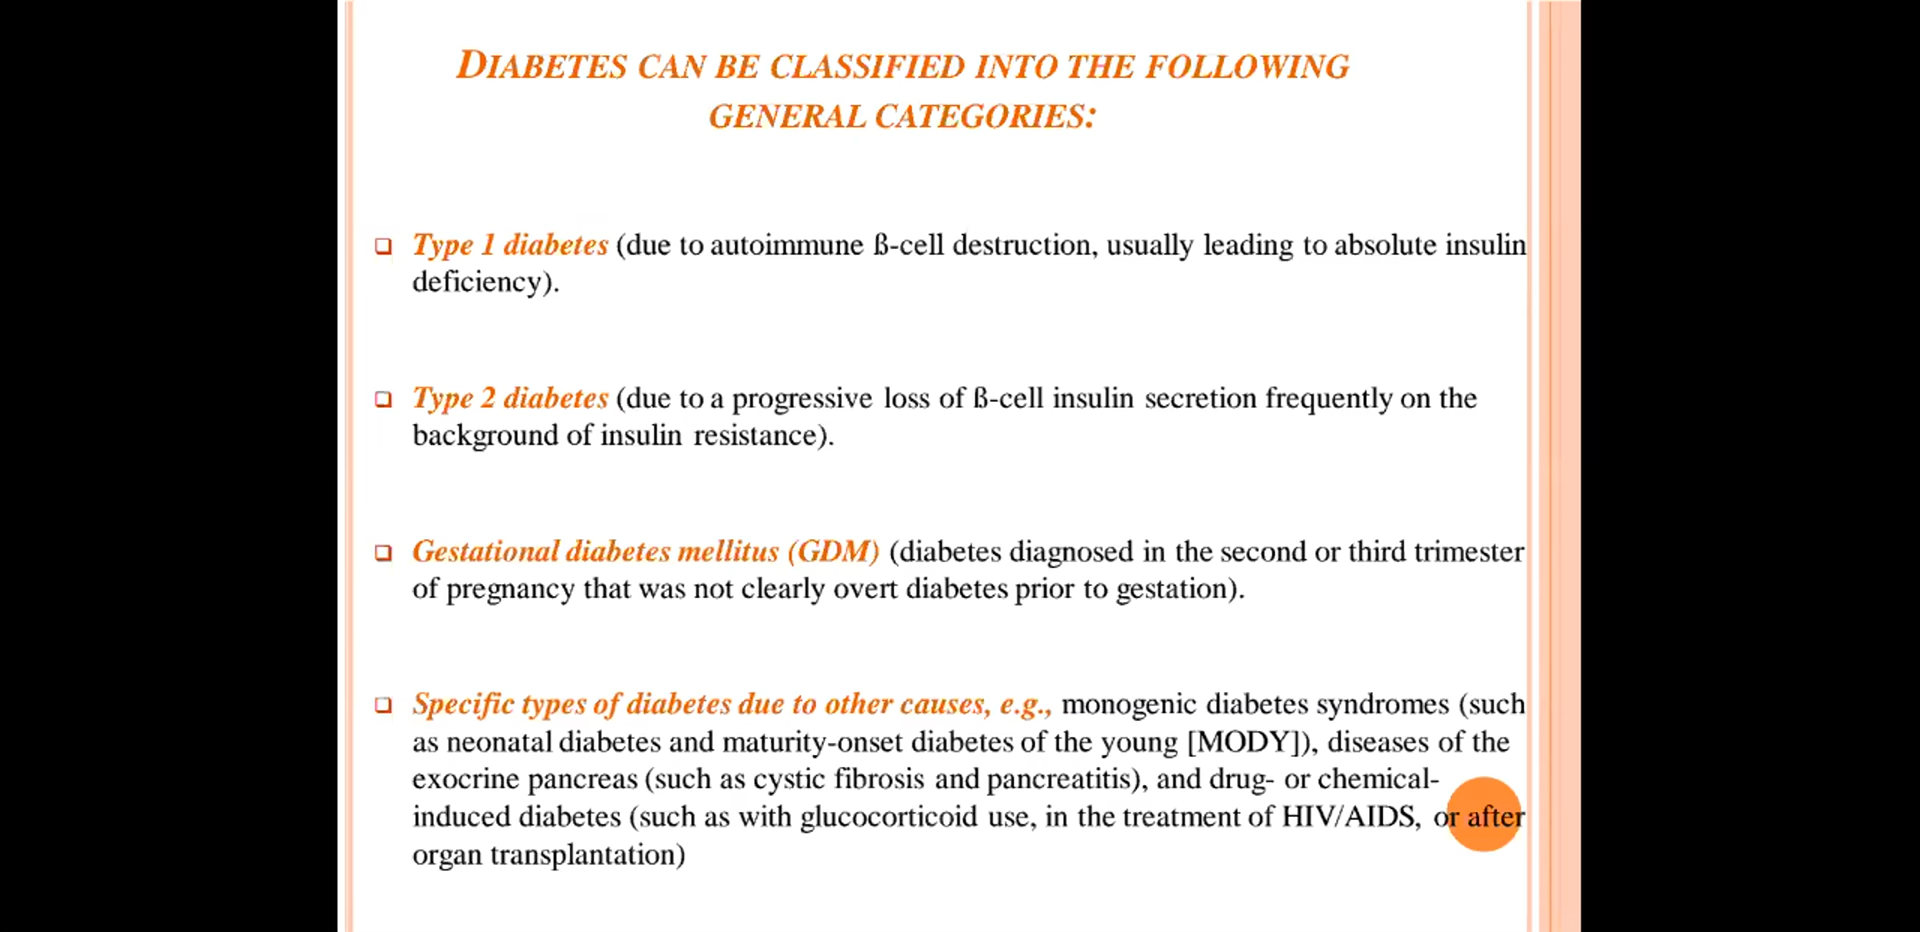 DIABETES CAN BE CLASSIFIED INTO THE FOLLOWING
GENERAL CATEGORIES:
Type 1 diabetes (due to autoimmune ß-cell destruction, usually leading to absolute insulin
deficiency).
Type 2 diabetes (due to a progressive loss of ß-cell insulin secretion frequently on the
background of insulin resistance).
Gestational diabetes mellitus (GDM) (diabetes diagnosed in the second or third trimester
of pregnancy that was not clearly overt diabetes prior to gestation).
Specific types of diabetes due to other causes, e.g., monogenic diabetes syndromes (such
as neonatal diabetes and maturity-onset diabetes of the young [MODY]), diseases of the
exocrine pancreas (such as cystic fibrosis and pancreatitis), and drug- or chemical-
induced diabetes (such as with glucocorticoid use, in the treatment of HIV/AIDS, or after
organ transplantation)